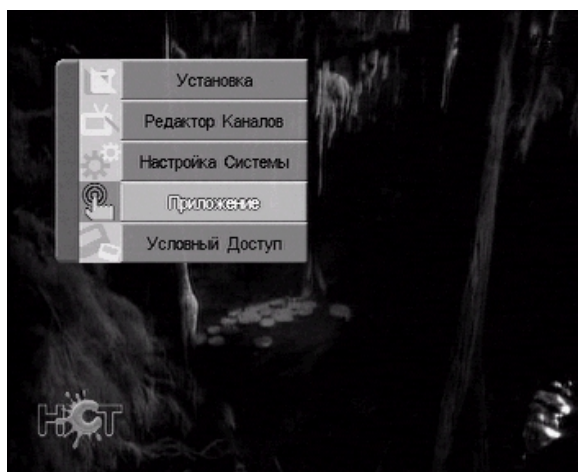 Установка
Редактор Каналов
Настройка Системы
Приложение
Условный Доступ
НСТ